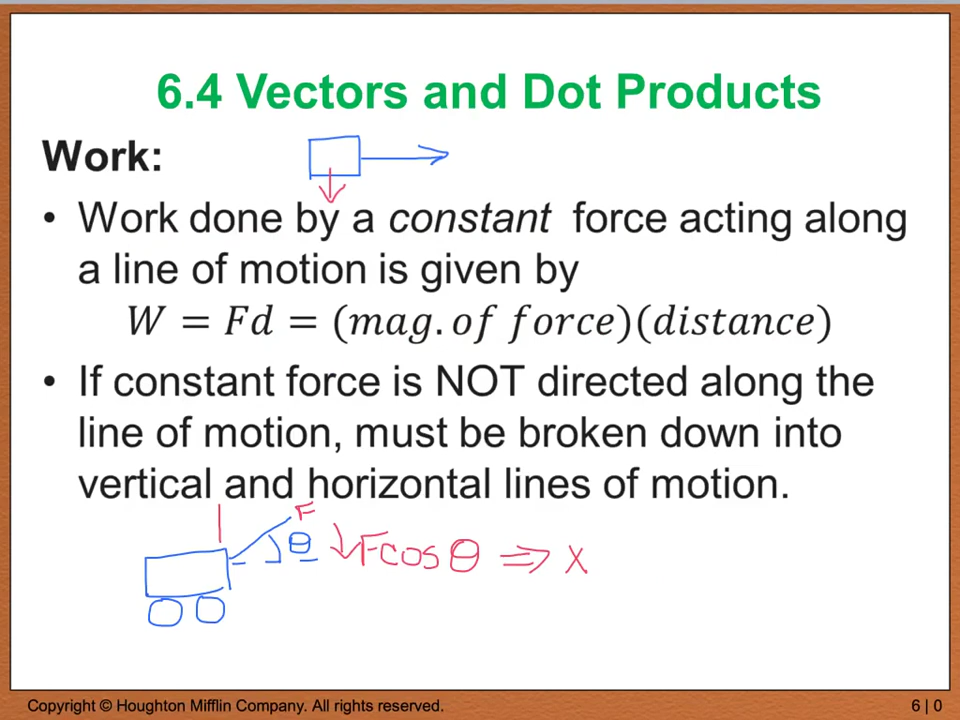 6.4 Vectors and Dot Products
Work:
• Work done by a constant force acting along
a line of motion is given by
W = Fd = (mag. of force)(distance)
• If constant force is NOT directed along the
line of motion, must be broken down into
vertical and horizontal lines of motion.
F
θ Fcosθ ⇒ x
Copyright © Houghton Mifflin Company. All rights reserved. 6 | 0